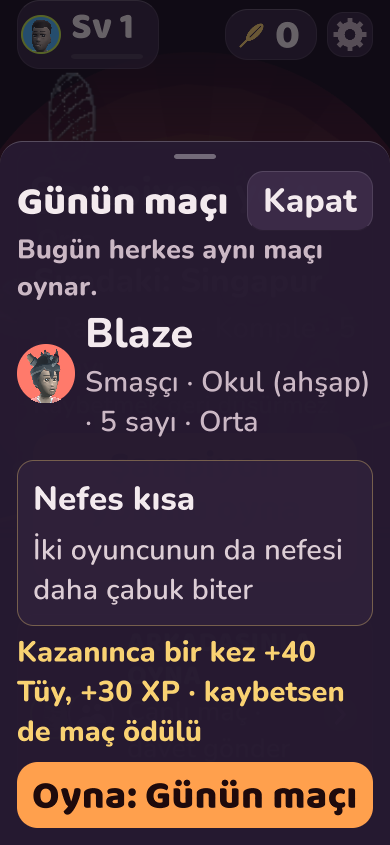 Sv 1
0
Günün maçı
Kapat
Bugün herkes aynı maçı
oynar.
Blaze
Smaşçı · Okul (ahşap)
· 5 sayı · Orta
Nefes kısa
İki oyuncunun da nefesi
daha çabuk biter
Kazanınca bir kez +40
Tüy, +30 XP · kaybetsen
de maç ödülü
Oyna: Günün maçı